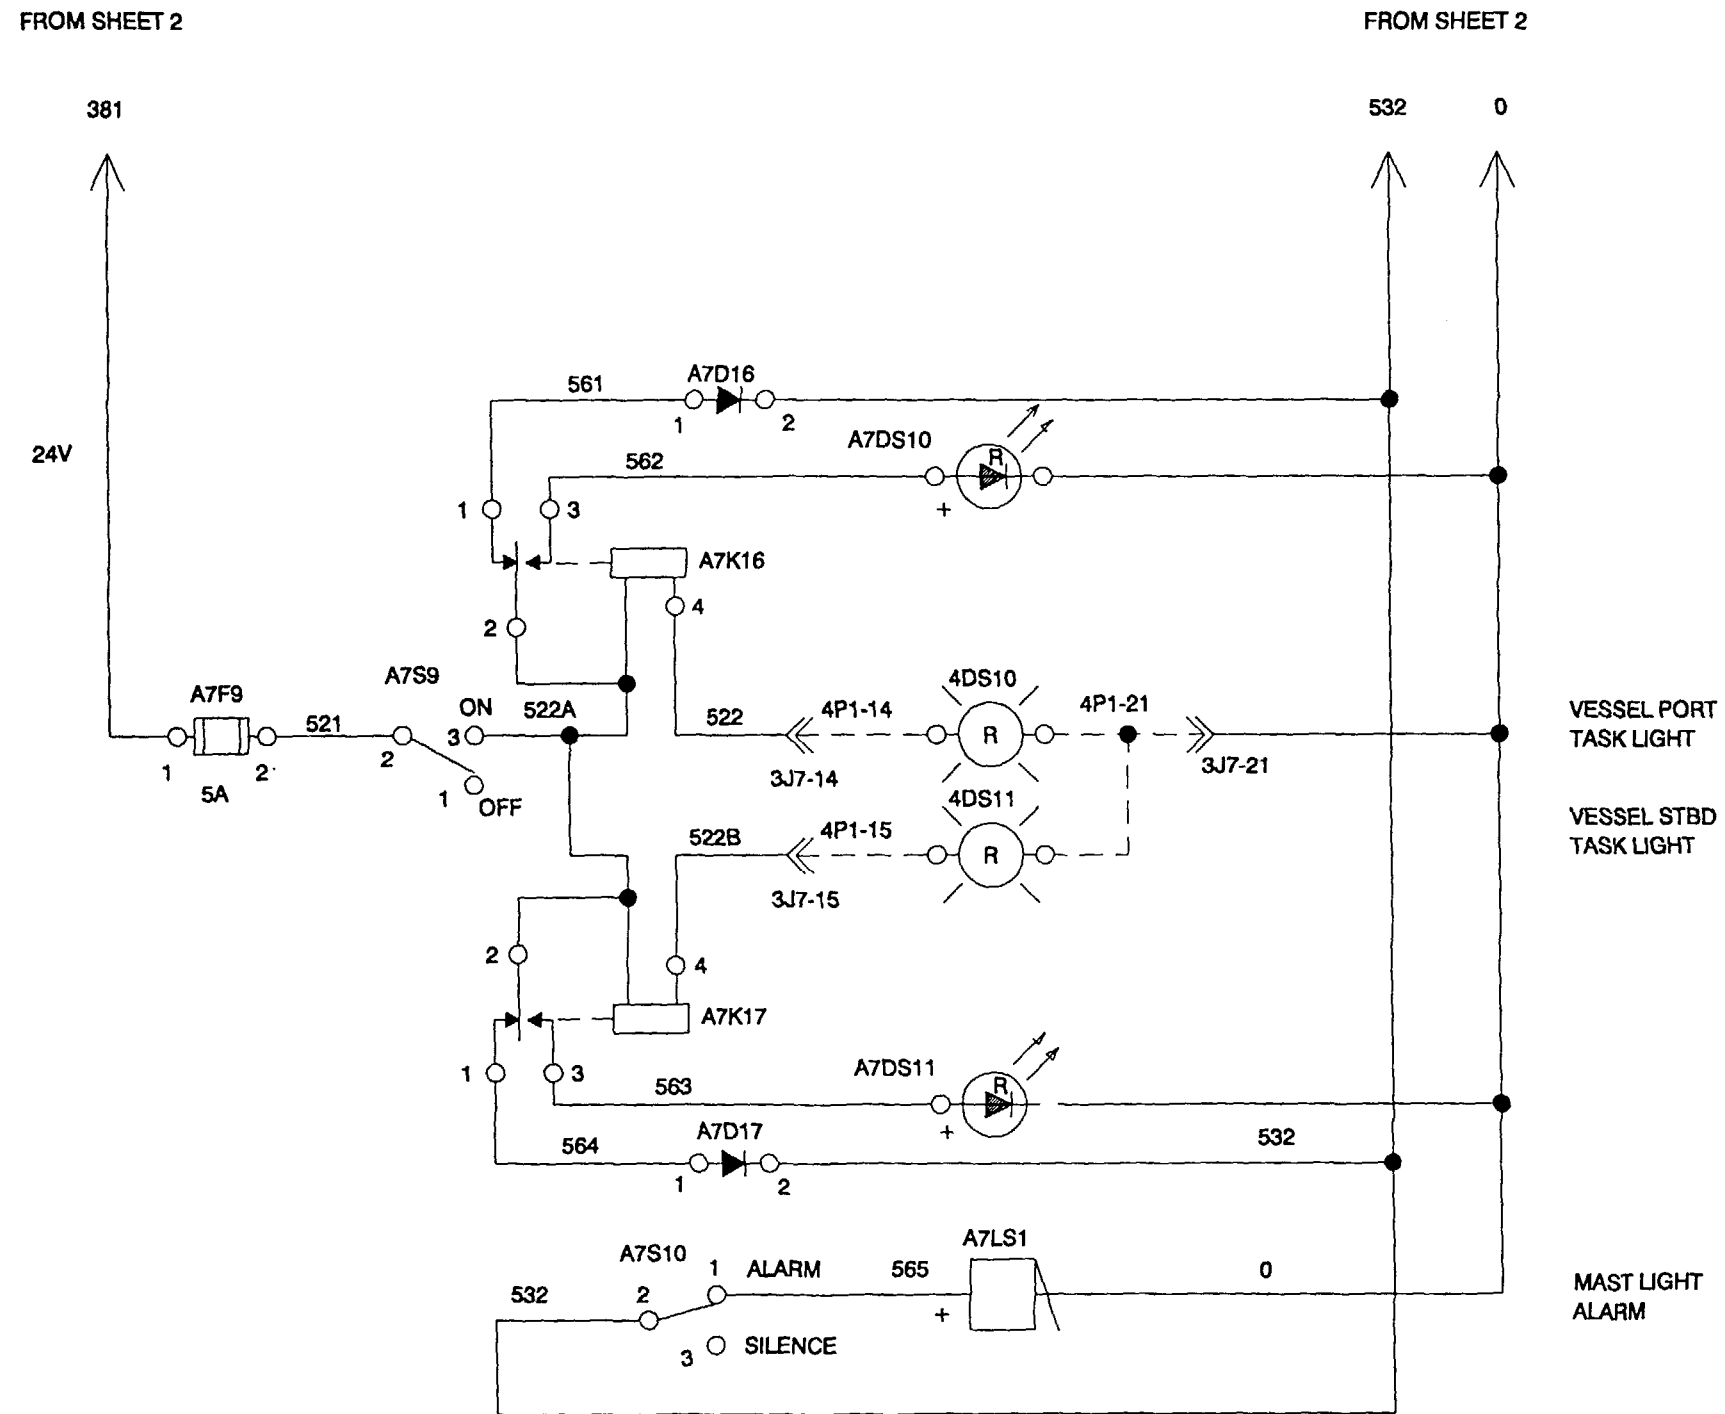 FROM SHEET 2
FROM SHEET 2
381
532
0
A7D16
561
1
2
A7DS10
24V
562
R
1
3
+
A7K16
4
2
A7S9
4DS10
A7F9
ON
522A
522
4P1-14
4P1-21
VESSEL PORT
TASK LIGHT
521
3
R
2
1
2
3J7-14
3J7-21
5A
1
OFF
4DS11
VESSEL STBD
TASK LIGHT
522B
4P1-15
R
3J7-15
2
4
A7K17
1
3
A7DS11
563
R
+
A7D17
564
532
1
2
A7S10
A7LS1
1
ALARM
565
0
MAST LIGHT
ALARM
532
2
+
3
SILENCE